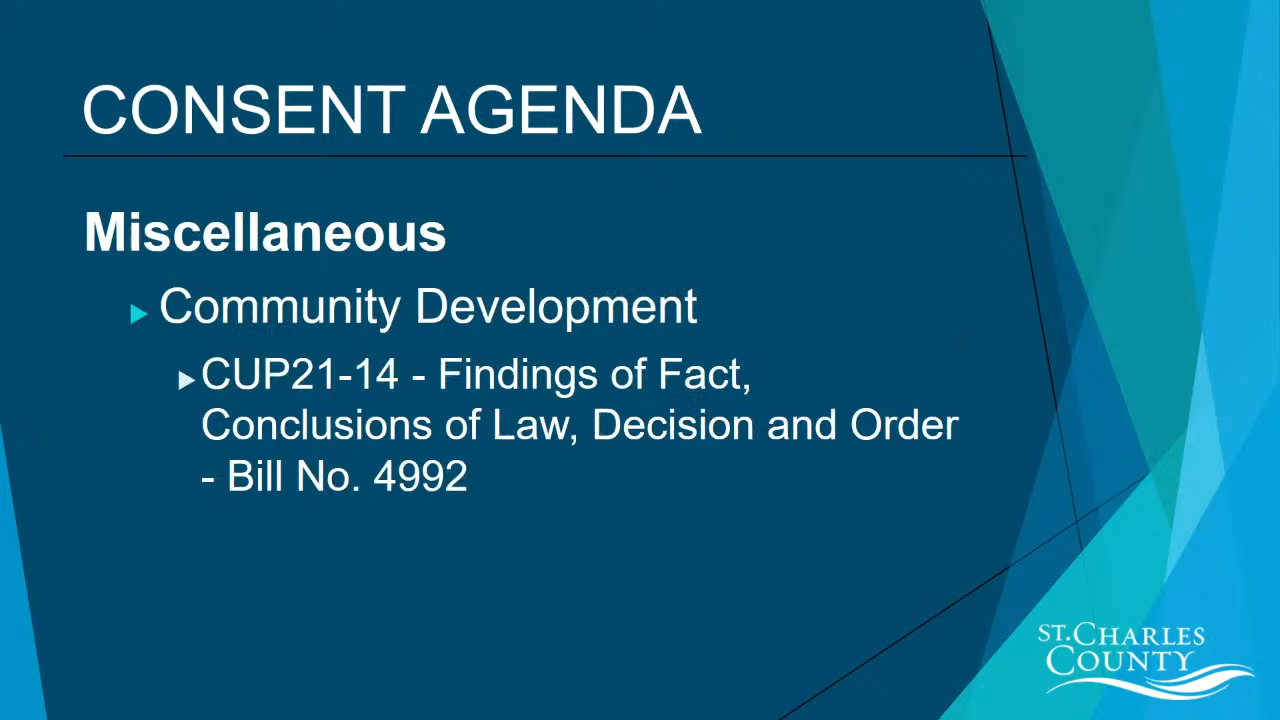 CONSENT AGENDA
Miscellaneous
Community Development
CUP21-14 - Findings of Fact,
Conclusions of Law, Decision and Order
- Bill No. 4992
ST. CHARLES
COUNTY